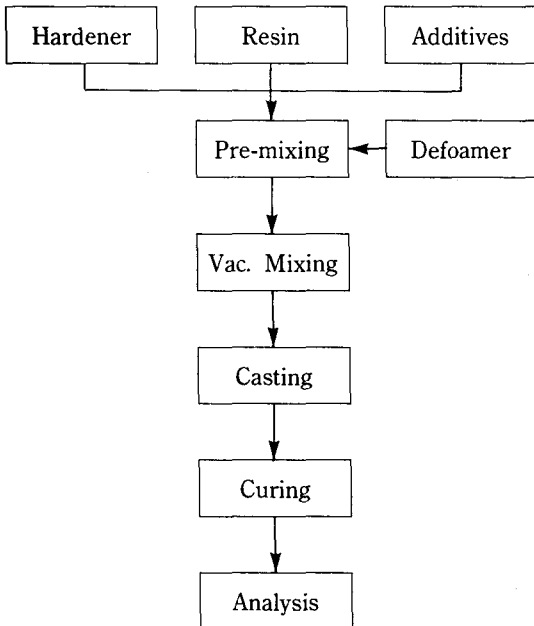 Hardener
Resin
Additives
Pre-mixing
Defoamer
Vac. Mixing
Casting
Curing
Analysis